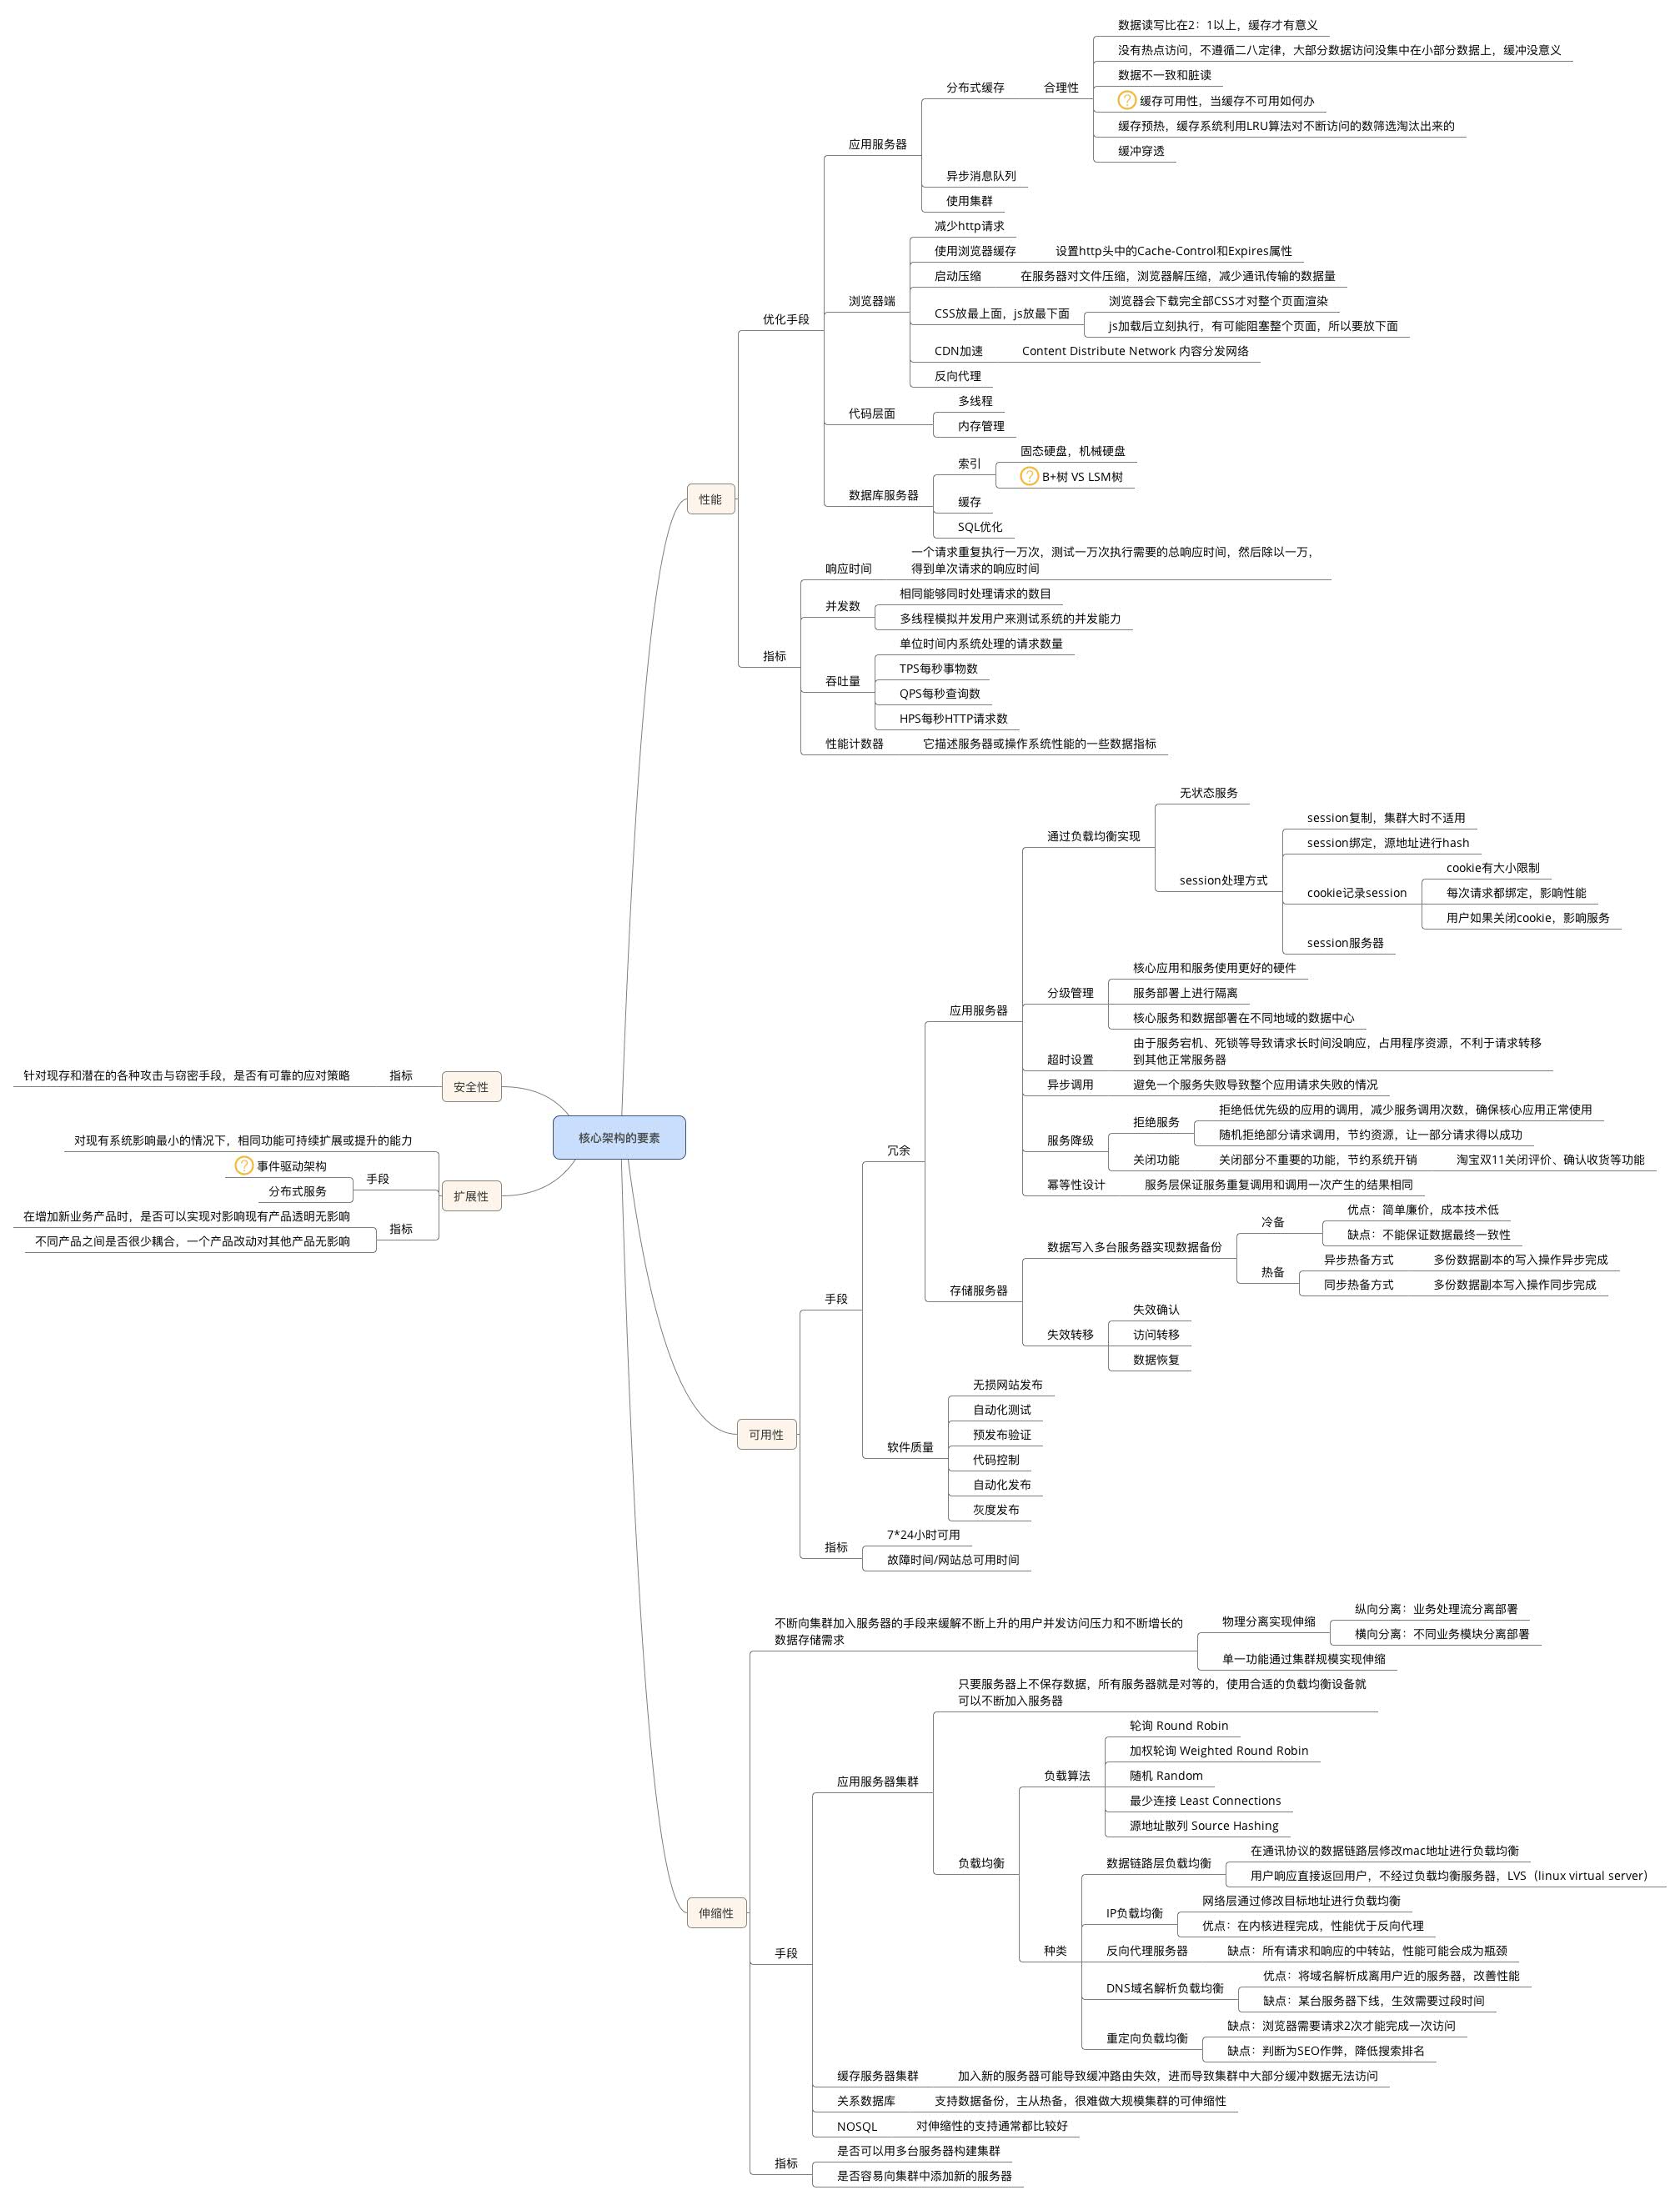 核心架构的要素
性能
优化手段
应用服务器
分布式缓存
合理性
数据读写比在2：1以上，缓存才有意义
没有热点访问，不遵循二八定律，大部分数据访问没集中在小部分数据上，缓冲没意义
数据不一致和脏读
缓存可用性，当缓存不可用如何办
缓存预热，缓存系统利用LRU算法对不断访问的数筛选淘汰出来的
缓冲穿透
异步消息队列
使用集群
浏览器端
减少http请求
使用浏览器缓存
设置http头中的Cache-Control和Expires属性
启动压缩
在服务器对文件压缩，浏览器解压缩，减少通讯传输的数据量
CSS放最上面，js放最下面
浏览器会下载完全部CSS才对整个页面渲染
js加载后立刻执行，有可能阻塞整个页面，所以要放下面
CDN加速
Content Distribute Network 内容分发网络
反向代理
代码层面
多线程
内存管理
数据库服务器
索引
固态硬盘，机械硬盘
B+树 VS LSM树
缓存
SQL优化
指标
响应时间
一个请求重复执行一万次，测试一万次执行需要的总响应时间，然后除以一万，
得到单次请求的响应时间
并发数
相同能够同时处理请求的数目
多线程模拟并发用户来测试系统的并发能力
吞吐量
单位时间内系统处理的请求数量
TPS每秒事物数
QPS每秒查询数
HPS每秒HTTP请求数
性能计数器
它描述服务器或操作系统性能的一些数据指标
可用性
手段
冗余
应用服务器
通过负载均衡实现
无状态服务
session处理方式
session复制，集群大时不适用
session绑定，源地址进行hash
cookie记录session
cookie有大小限制
每次请求都绑定，影响性能
用户如果关闭cookie，影响服务
session服务器
分级管理
核心应用和服务使用更好的硬件
服务部署上进行隔离
核心服务和数据部署在不同地域的数据中心
超时设置
由于服务宕机、死锁等导致请求长时间没响应，占用程序资源，不利于请求转移
到其他正常服务器
异步调用
避免一个服务失败导致整个应用请求失败的情况
服务降级
拒绝服务
拒绝低优先级的应用的调用，减少服务调用次数，确保核心应用正常使用
随机拒绝部分请求调用，节约资源，让一部分请求得以成功
关闭功能
关闭部分不重要的功能，节约系统开销
淘宝双11关闭评价、确认收货等功能
幂等性设计
服务层保证服务重复调用和调用一次产生的结果相同
存储服务器
数据写入多台服务器实现数据备份
冷备
优点：简单廉价，成本技术低
缺点：不能保证数据最终一致性
热备
异步热备方式
多份数据副本的写入操作异步完成
同步热备方式
多份数据副本写入操作同步完成
失效转移
失效确认
访问转移
数据恢复
软件质量
无损网站发布
自动化测试
预发布验证
代码控制
自动化发布
灰度发布
指标
7*24小时可用
故障时间/网站总可用时间
伸缩性
不断向集群加入服务器的手段来缓解不断上升的用户并发访问压力和不断增长的
数据存储需求
物理分离实现伸缩
纵向分离：业务处理流分离部署
横向分离：不同业务模块分离部署
单一功能通过集群规模实现伸缩
手段
应用服务器集群
只要服务器上不保存数据，所有服务器就是对等的，使用合适的负载均衡设备就
可以不断加入服务器
负载均衡
负载算法
轮询 Round Robin
加权轮询 Weighted Round Robin
随机 Random
最少连接 Least Connections
源地址散列 Source Hashing
种类
数据链路层负载均衡
在通讯协议的数据链路层修改mac地址进行负载均衡
用户响应直接返回用户，不经过负载均衡服务器，LVS（linux virtual server）
IP负载均衡
网络层通过修改目标地址进行负载均衡
优点：在内核进程完成，性能优于反向代理
反向代理服务器
缺点：所有请求和响应的中转站，性能可能会成为瓶颈
DNS域名解析负载均衡
优点：将域名解析成离用户近的服务器，改善性能
缺点：某台服务器下线，生效需要过段时间
重定向负载均衡
缺点：浏览器需要请求2次才能完成一次访问
缺点：判断为SEO作弊，降低搜索排名
缓存服务器集群
加入新的服务器可能导致缓冲路由失效，进而导致集群中大部分缓冲数据无法访问
关系数据库
支持数据备份，主从热备，很难做大规模集群的可伸缩性
NOSQL
对伸缩性的支持通常都比较好
指标
是否可以用多台服务器构建集群
是否容易向集群中添加新的服务器
安全性
指标
针对现存和潜在的各种攻击与窃密手段，是否有可靠的应对策略
扩展性
对现有系统影响最小的情况下，相同功能可持续扩展或提升的能力
手段
事件驱动架构
分布式服务
指标
在增加新业务产品时，是否可以实现对影响现有产品透明无影响
不同产品之间是否很少耦合，一个产品改动对其他产品无影响